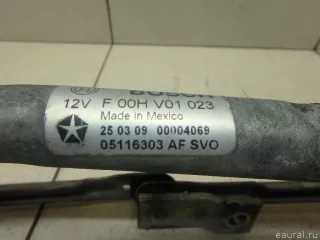 BOSCH
12V F 00H V01 023
Made in Mexico
25 03 09 00004069
05116303 AF SVO
eaural.ru